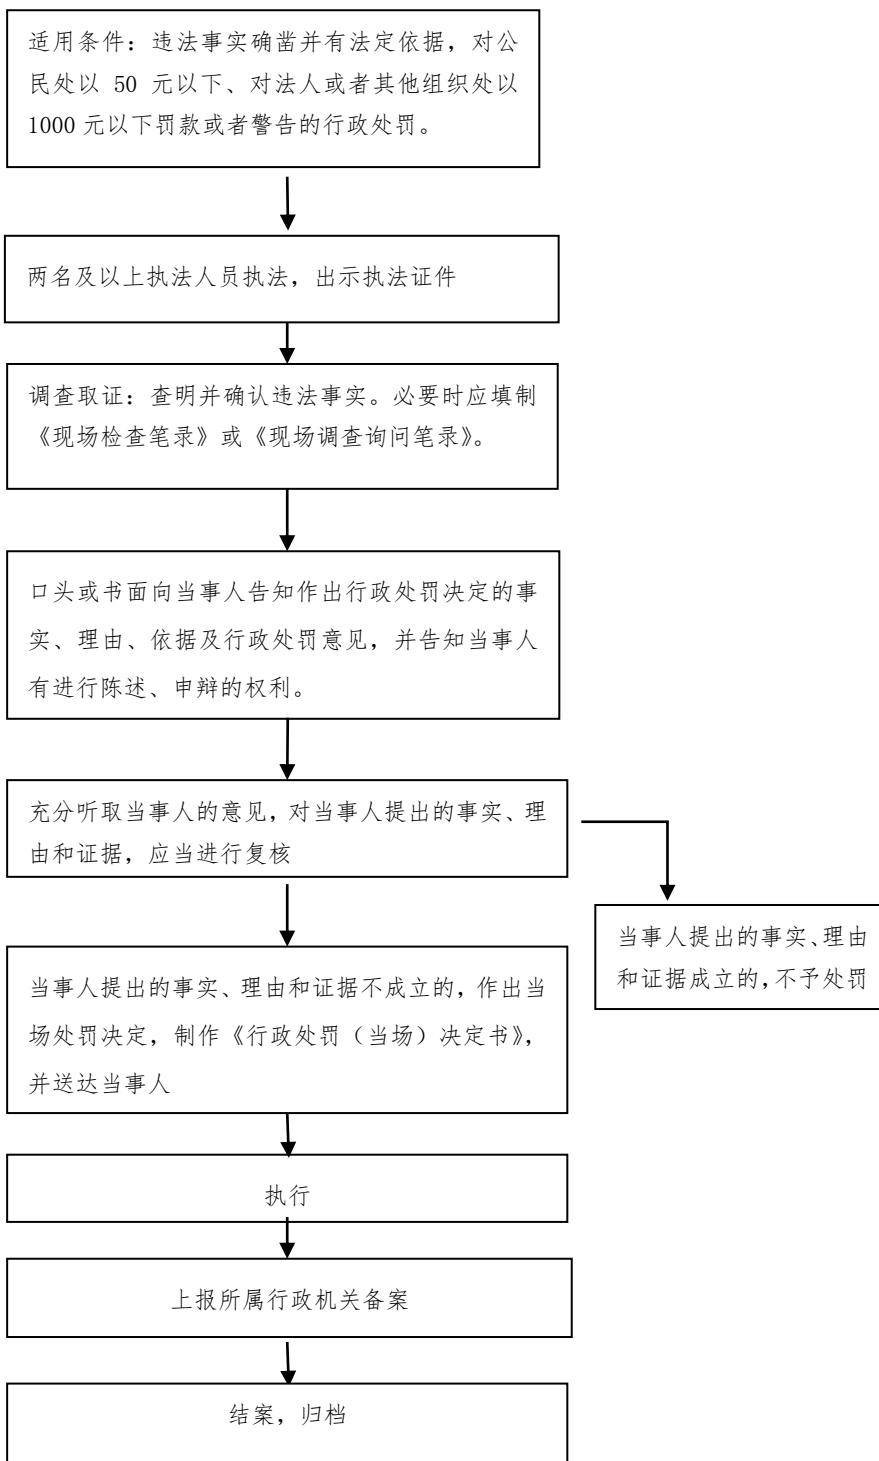 适用条件：违法事实确凿并有法定依据，对公
民处以 50 元以下、对法人或者其他组织处以
1000 元以下罚款或者警告的行政处罚。
两名及以上执法人员执法，出示执法证件
调查取证：查明并确认违法事实。必要时应填制
《现场检查笔录》或《现场调查询问笔录》。
口头或书面向当事人告知作出行政处罚决定的事
实、理由、依据及行政处罚意见，并告知当事人
有进行陈述、申辩的权利。
充分听取当事人的意见，对当事人提出的事实、理
由和证据，应当进行复核
当事人提出的事实、理由
和证据成立的，不予处罚
当事人提出的事实、理由和证据不成立的，作出当
场处罚决定，制作《行政处罚（当场）决定书》，
并送达当事人
执行
上报所属行政机关备案
结案，归档